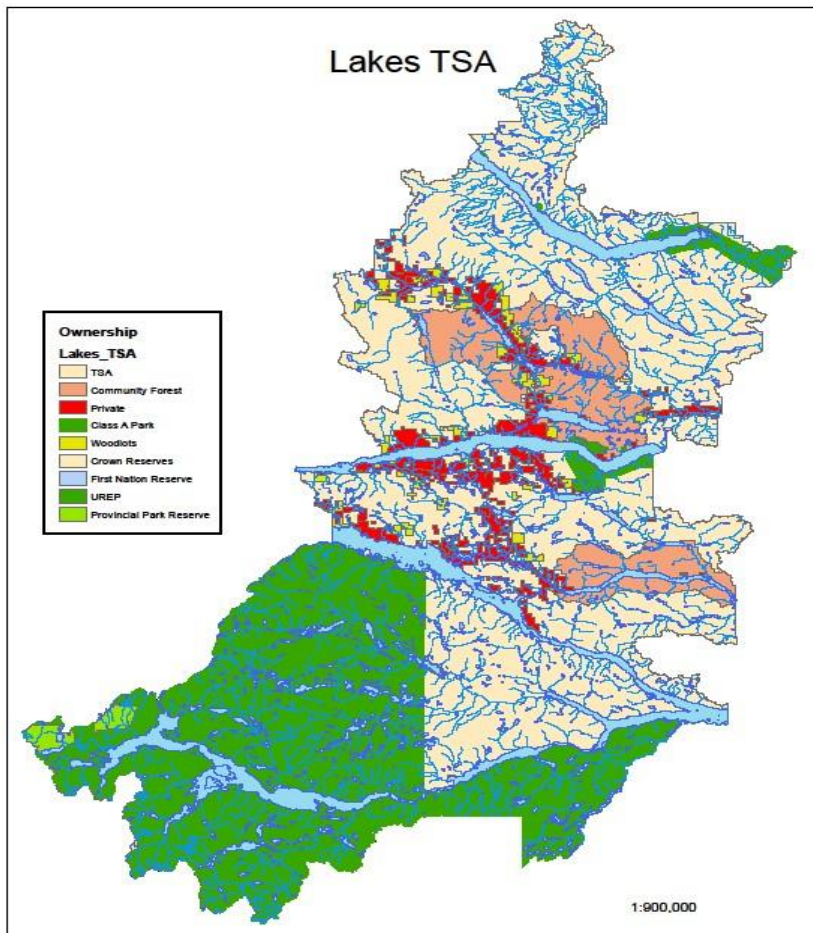 Lakes TSA
Ownership
Lakes_TSA
TSA
Community Forest
Private
Class A Park
Woodlots
Crown Reserves
First Nation Reserve
UREP
Provincial Park Reserve
1:900,000